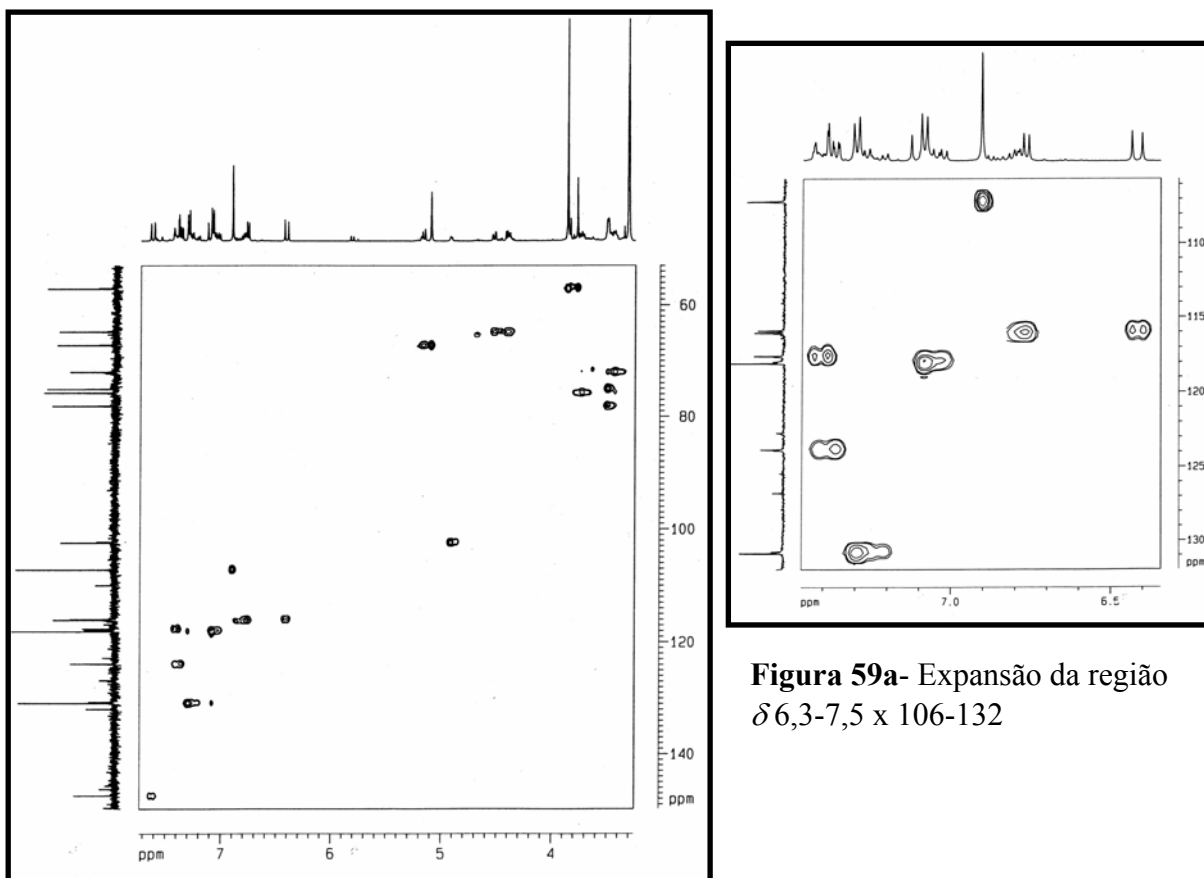 60
80
100
120
140
ppm
ppm 7 6 5 4
110
115
120
125
130
ppm
ppm 7.0 6.5
Figura 59a- Expansão da região
δ 6,3-7,5 x 106-132